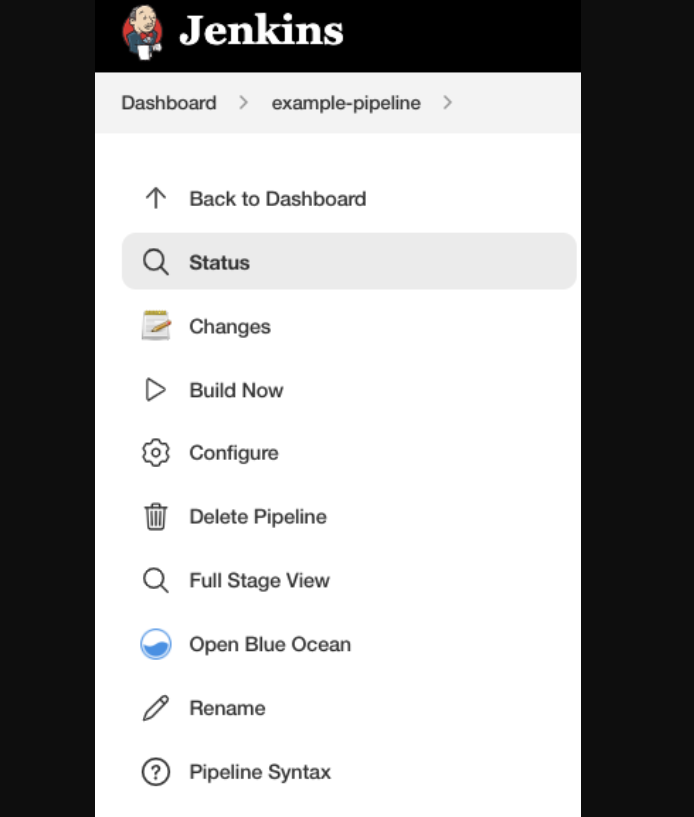 Jenkins
Dashboard > example-pipeline >
Back to Dashboard
Status
Changes
Build Now
Configure
Delete Pipeline
Full Stage View
Open Blue Ocean
Rename
Pipeline Syntax